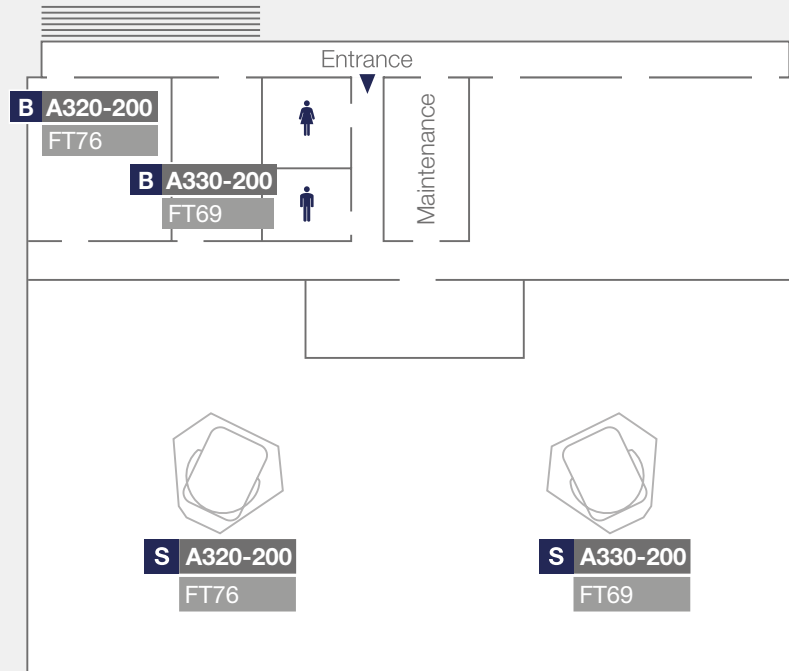 Entrance
B A320-200
FT76
Maintenance
B A330-200
FT69
S A320-200
FT76
S A330-200
FT69